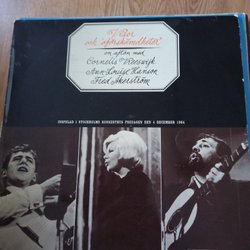 Visor
och "oförskämdheter"
en afton med
Cornelis Vreeswijk
Ann-Louise Hanson
Fred Åkerström
INSPELAD I STOCKHOLMS KONSERTHUS FREDAGEN DEN 4 DECEMBER 1964